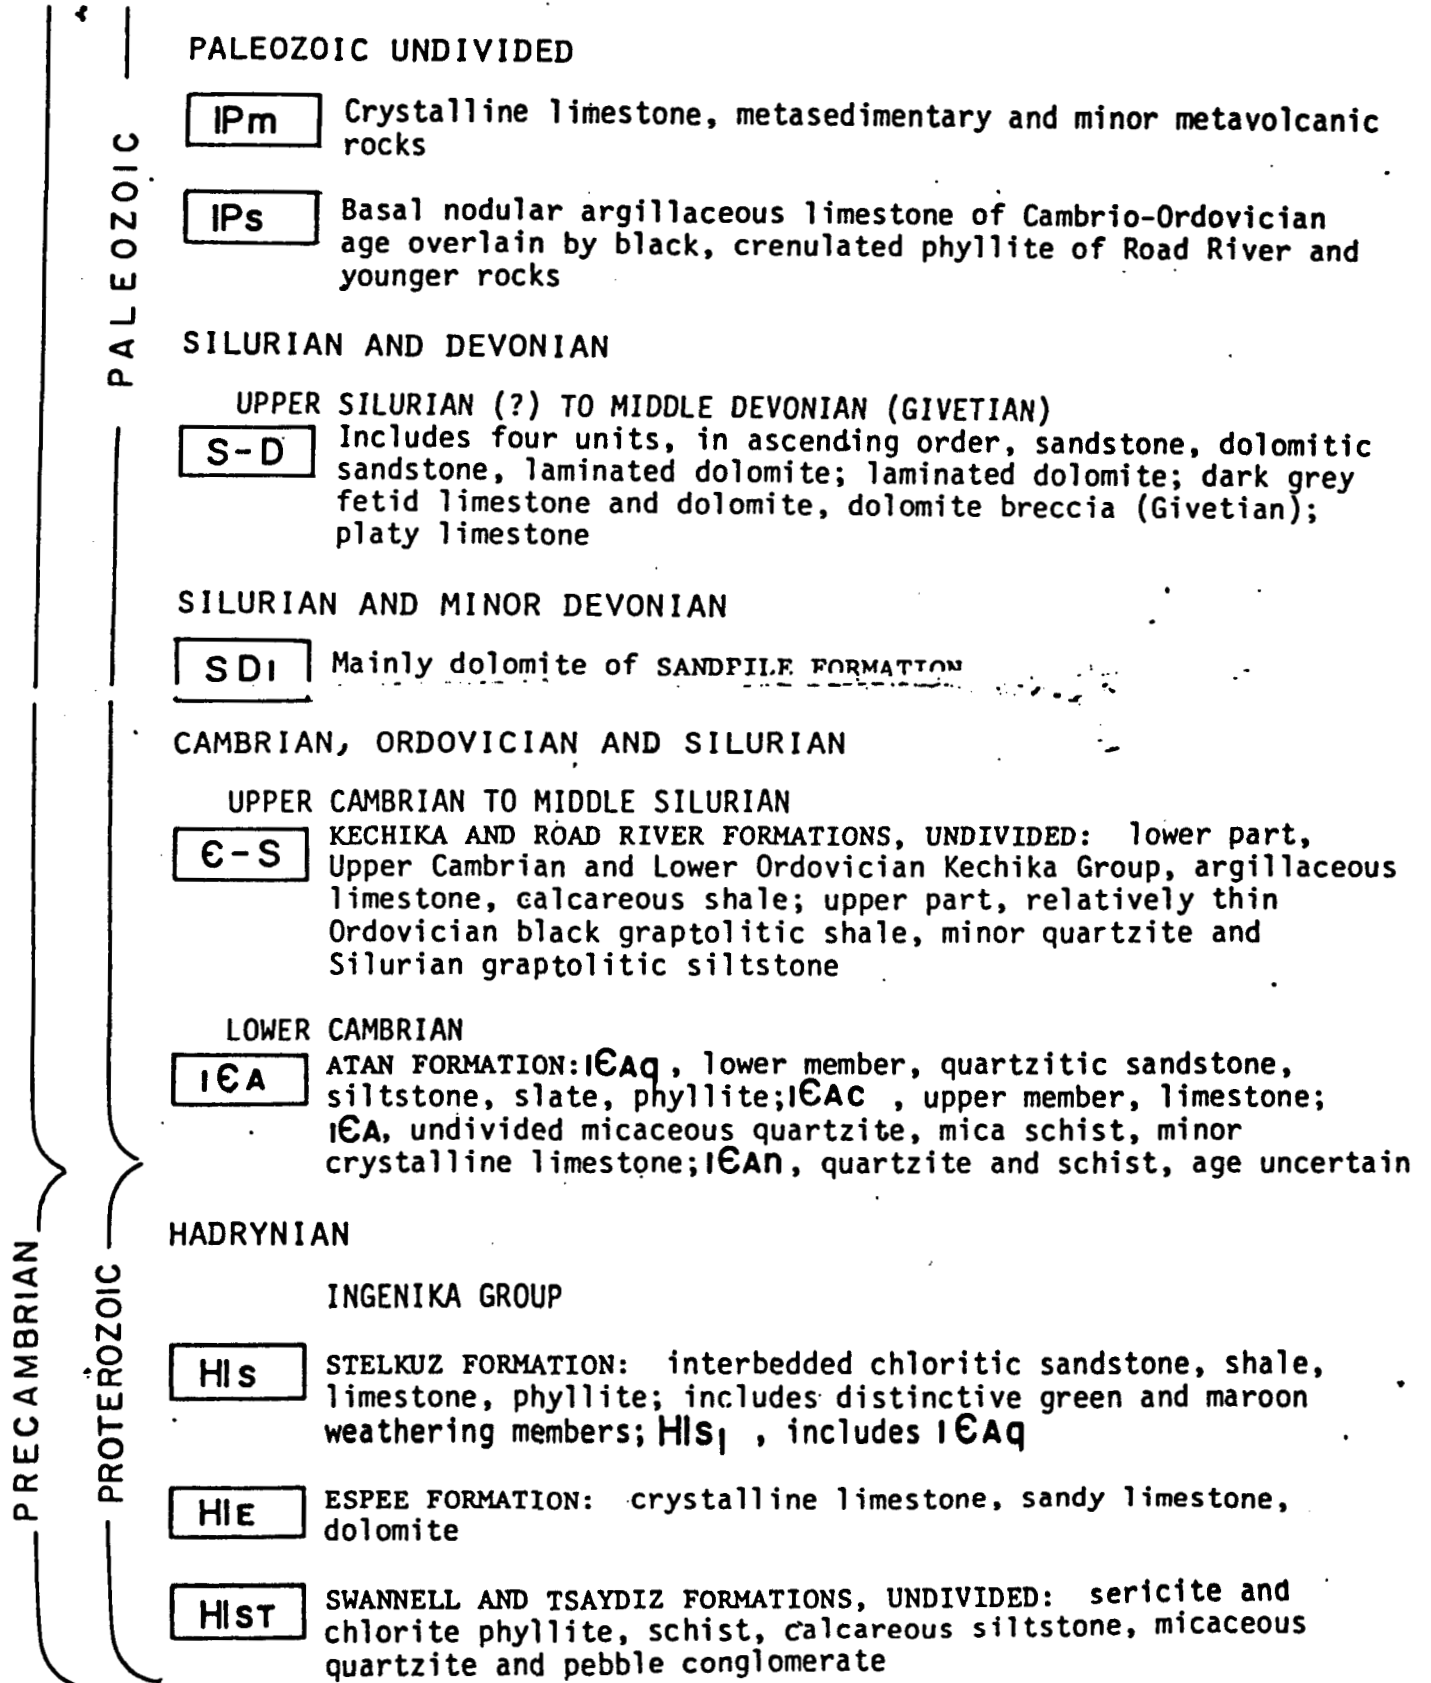 PALEOZOIC UNDIVIDED
IPm Crystalline limestone, metasedimentary and minor metavolcanic
rocks
IPs Basal nodular argillaceous limestone of Cambrio-Ordovician
age overlain by black, crenulated phyllite of Road River and
younger rocks
PALEOZOIC
SILURIAN AND DEVONIAN
UPPER SILURIAN (?) TO MIDDLE DEVONIAN (GIVETIAN)
S-D Includes four units, in ascending order, sandstone, dolomitic
sandstone, laminated dolomite; laminated dolomite; dark grey
fetid limestone and dolomite, dolomite breccia (Givetian);
platy limestone
SILURIAN AND MINOR DEVONIAN
SDı Mainly dolomite of SANDPILE FORMATION
CAMBRIAN, ORDOVICIAN AND SILURIAN
UPPER CAMBRIAN TO MIDDLE SILURIAN
Є-S KECHIKA AND ROAD RIVER FORMATIONS, UNDIVIDED: lower part,
Upper Cambrian and Lower Ordovician Kechika Group, argillaceous
limestone, calcareous shale; upper part, relatively thin
Ordovician black graptolitic shale, minor quartzite and
Silurian graptolitic siltstone
LOWER CAMBRIAN
lЄA ATAN FORMATION: lЄAq, lower member, quartzitic sandstone,
siltstone, slate, phyllite; lЄAC, upper member, limestone;
lЄA, undivided micaceous quartzite, mica schist, minor
crystalline limestone; lЄAn, quartzite and schist, age uncertain
HADRYNIAN
INGENIKA GROUP
PRECAMBRIAN
PROTEROZOIC
HIs STELKUZ FORMATION: interbedded chloritic sandstone, shale,
limestone, phyllite; includes distinctive green and maroon
weathering members; HISı, includes lЄAq
HIE ESPEE FORMATION: crystalline limestone, sandy limestone,
dolomite
HIST SWANNELL AND TSAYDIZ FORMATIONS, UNDIVIDED: sericite and
chlorite phyllite, schist, calcareous siltstone, micaceous
quartzite and pebble conglomerate